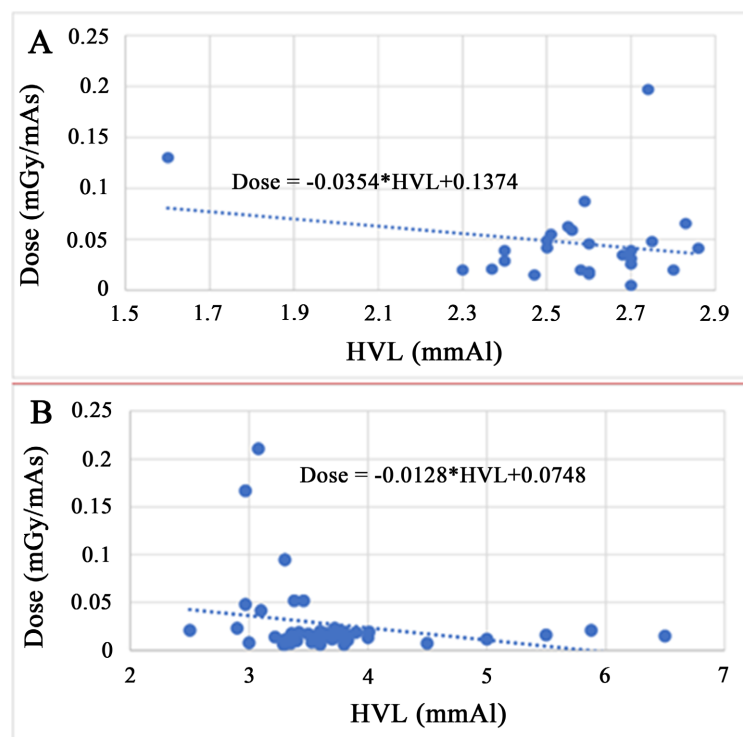 A
0.25
0.2
0.15
0.1
0.05
0
Dose (mGy/mAs)
Dose = -0.0354*HVL+0.1374
1.5 1.7 1.9 2.1 2.3 2.5 2.7 2.9
HVL (mmAl)
B
0.25
0.2
0.15
0.1
0.05
0
Dose (mGy/mAs)
Dose = -0.0128*HVL+0.0748
2 3 4 5 6 7
HVL (mmAl)